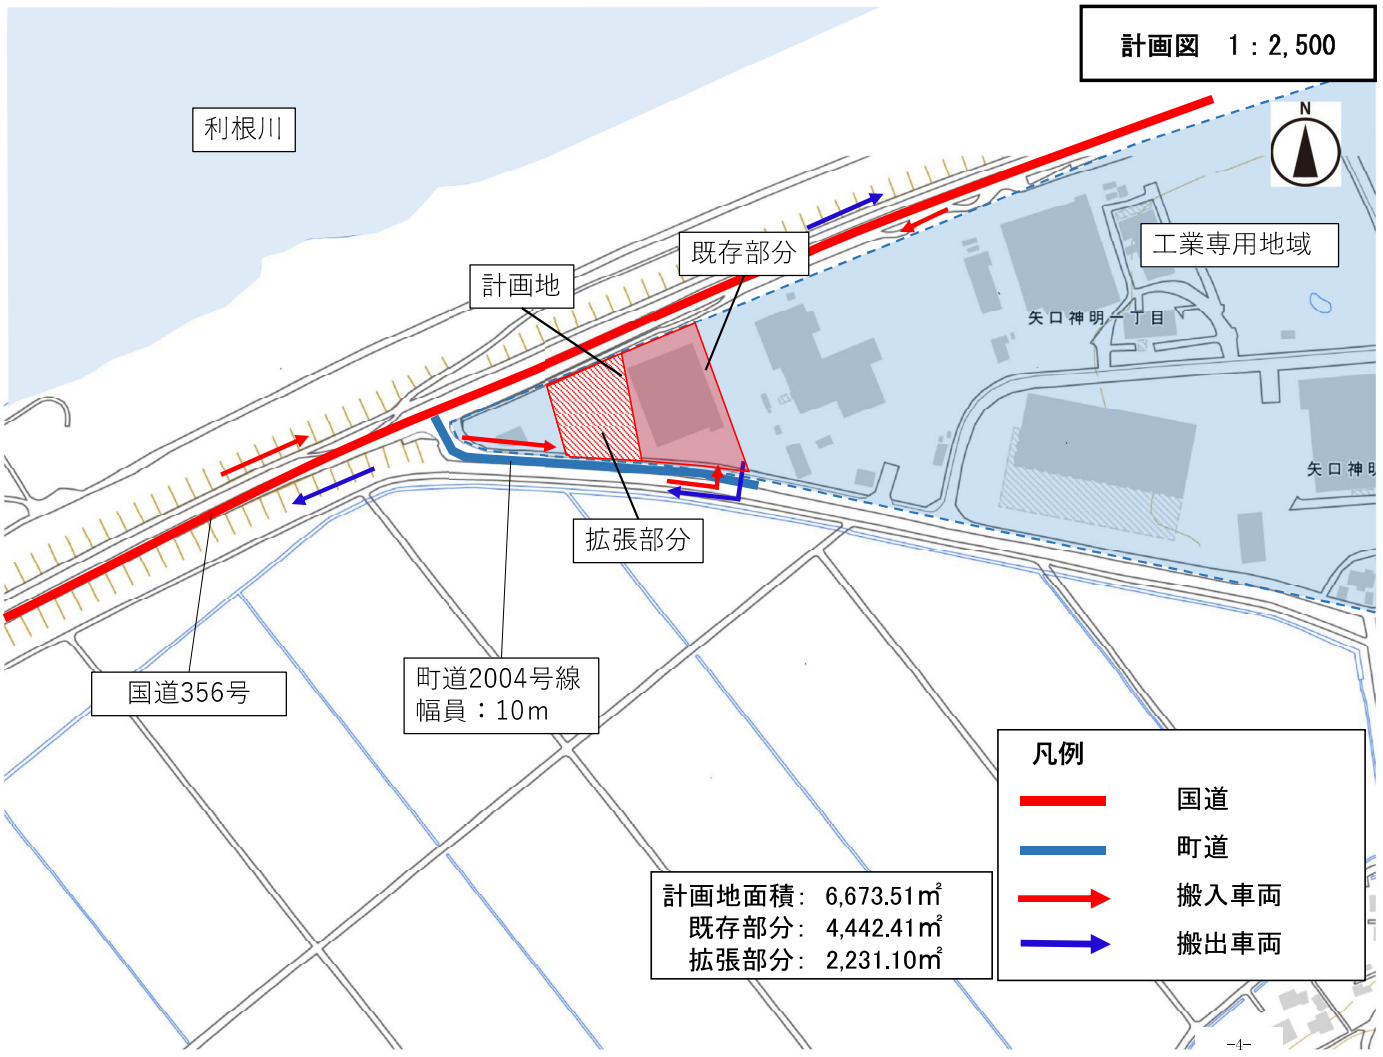 計画図 1:2,500
利根川
N
工業専用地域
既存部分
計画地
矢口神明一丁目
矢口神明
拡張部分
国道356号
町道2004号線
幅員：10m
凡例
国道
町道
搬入車両
搬出車両
計画地面積: 6,673.51㎡
既存部分: 4,442.41㎡
拡張部分: 2,231.10㎡
-4-